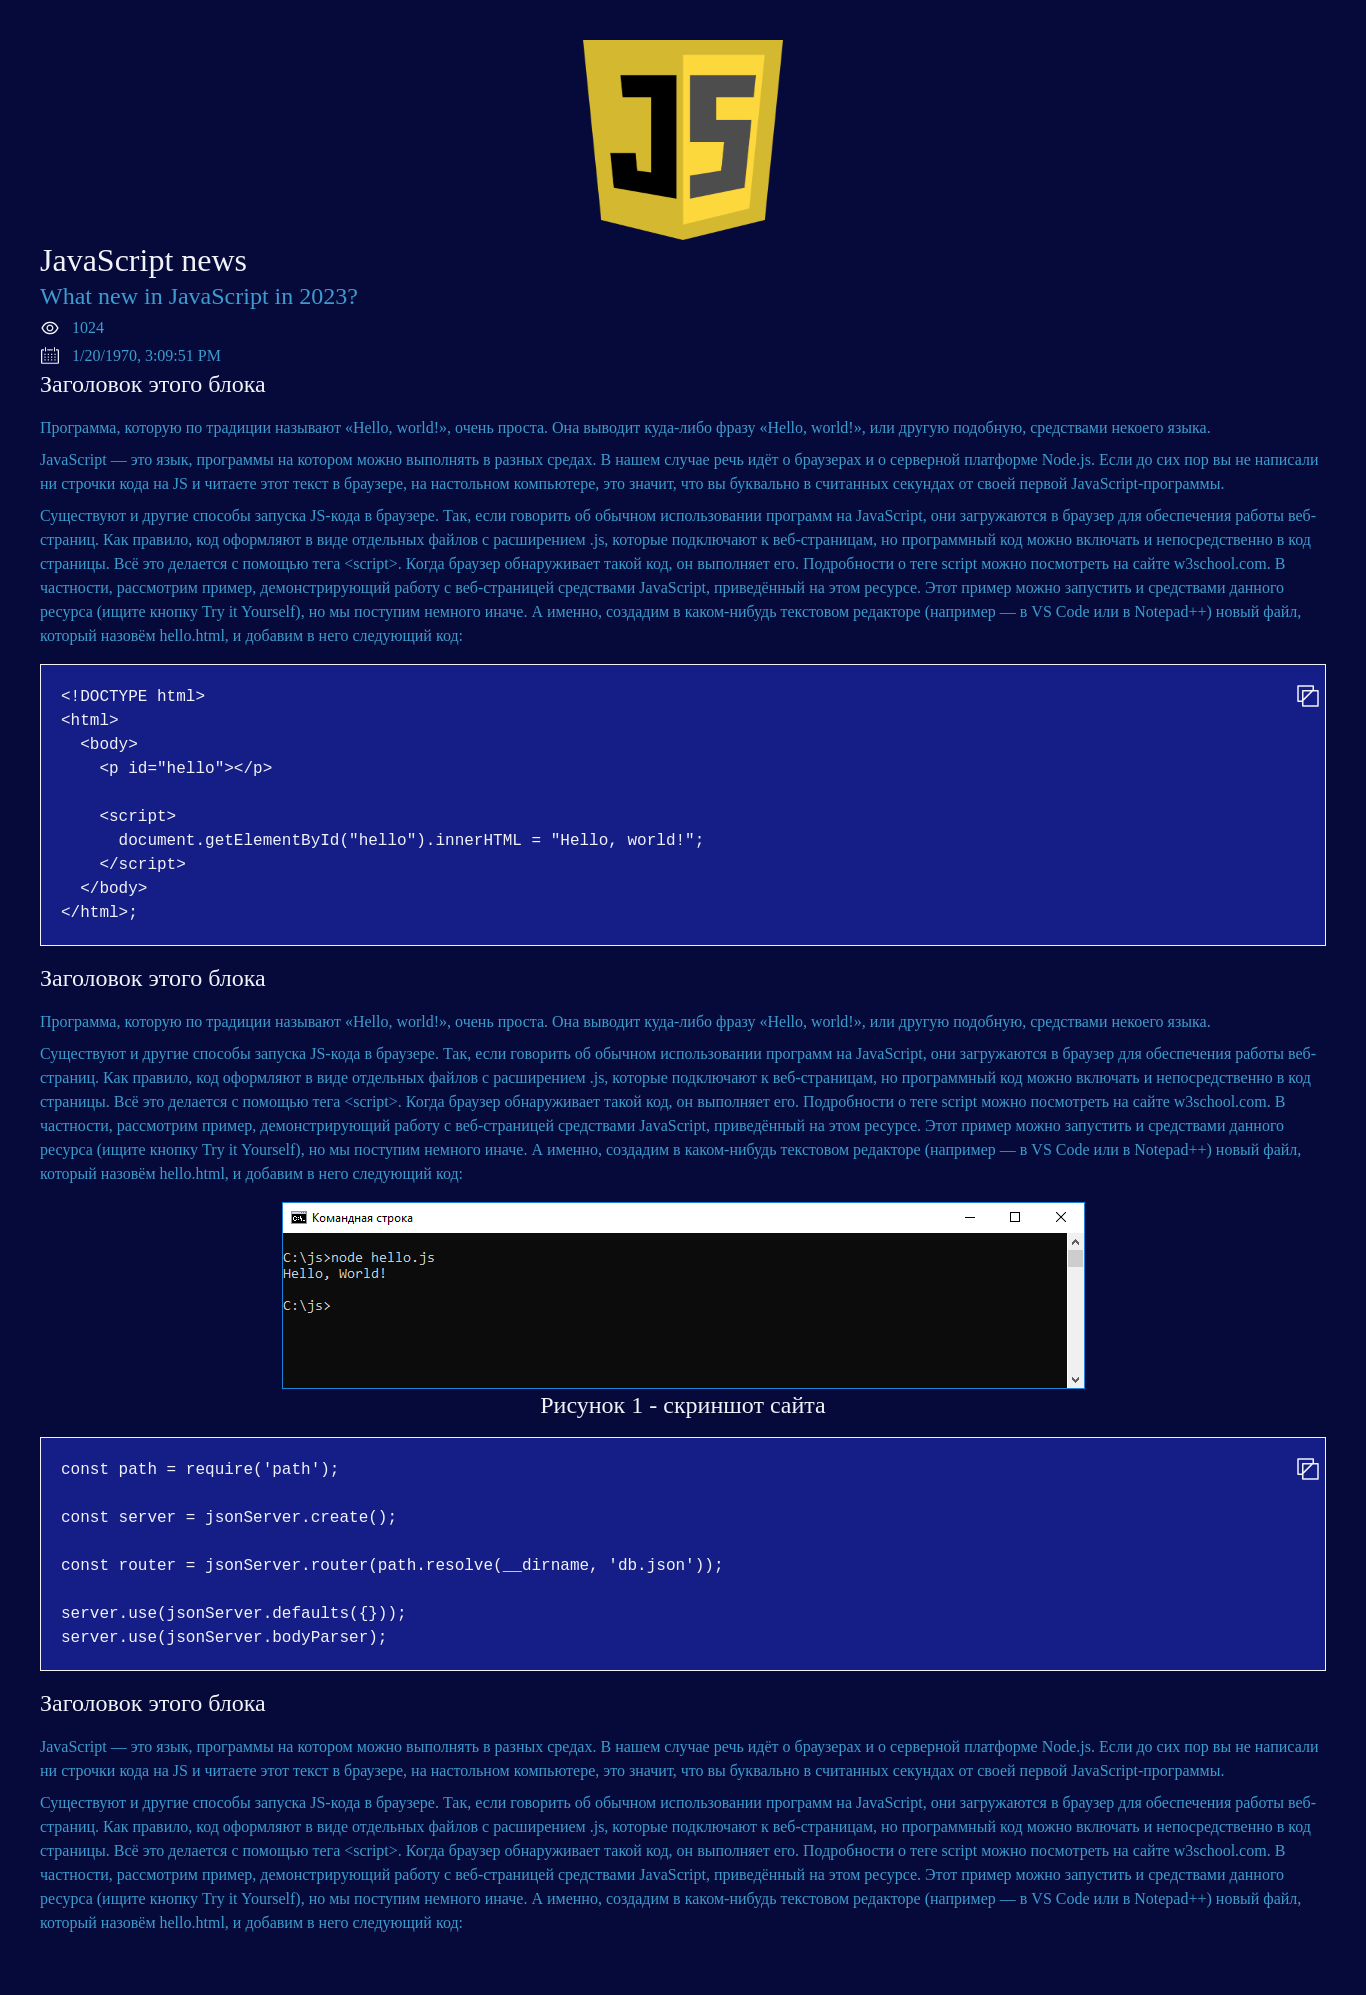 JS
JavaScript news
What new in JavaScript in 2023?
1024
1/20/1970, 3:09:51 PM
Заголовок этого блока
Программа, которую по традиции называют «Hello, world!», очень проста. Она выводит куда-либо фразу «Hello, world!», или другую подобную, средствами некоего языка.
JavaScript — это язык, программы на котором можно выполнять в разных средах. В нашем случае речь идёт о браузерах и о серверной платформе Node.js. Если до сих пор вы не написали
ни строчки кода на JS и читаете этот текст в браузере, на настольном компьютере, это значит, что вы буквально в считанных секундах от своей первой JavaScript-программы.
Существуют и другие способы запуска JS-кода в браузере. Так, если говорить об обычном использовании программ на JavaScript, они загружаются в браузер для обеспечения работы веб-
страниц. Как правило, код оформляют в виде отдельных файлов с расширением .js, которые подключают к веб-страницам, но программный код можно включать и непосредственно в код
страницы. Всё это делается с помощью тега <script>. Когда браузер обнаруживает такой код, он выполняет его. Подробности о теге script можно посмотреть на сайте w3school.com. В
частности, рассмотрим пример, демонстрирующий работу с веб-страницей средствами JavaScript, приведённый на этом ресурсе. Этот пример можно запустить и средствами данного
ресурса (ищите кнопку Try it Yourself), но мы поступим немного иначе. А именно, создадим в каком-нибудь текстовом редакторе (например — в VS Code или в Notepad++) новый файл,
который назовём hello.html, и добавим в него следующий код:
<!DOCTYPE html>
<html>
  <body>
    <p id="hello"></p>

    <script>
      document.getElementById("hello").innerHTML = "Hello, world!";
    </script>
  </body>
</html>;
Заголовок этого блока
Программа, которую по традиции называют «Hello, world!», очень проста. Она выводит куда-либо фразу «Hello, world!», или другую подобную, средствами некоего языка.
Существуют и другие способы запуска JS-кода в браузере. Так, если говорить об обычном использовании программ на JavaScript, они загружаются в браузер для обеспечения работы веб-
страниц. Как правило, код оформляют в виде отдельных файлов с расширением .js, которые подключают к веб-страницам, но программный код можно включать и непосредственно в код
страницы. Всё это делается с помощью тега <script>. Когда браузер обнаруживает такой код, он выполняет его. Подробности о теге script можно посмотреть на сайте w3school.com. В
частности, рассмотрим пример, демонстрирующий работу с веб-страницей средствами JavaScript, приведённый на этом ресурсе. Этот пример можно запустить и средствами данного
ресурса (ищите кнопку Try it Yourself), но мы поступим немного иначе. А именно, создадим в каком-нибудь текстовом редакторе (например — в VS Code или в Notepad++) новый файл,
который назовём hello.html, и добавим в него следующий код:
Командная строка
C:\js>node hello.js
Hello, World!
C:\js>
Рисунок 1 - скриншот сайта
const path = require('path');

const server = jsonServer.create();

const router = jsonServer.router(path.resolve(__dirname, 'db.json'));

server.use(jsonServer.defaults({}));
server.use(jsonServer.bodyParser);
Заголовок этого блока
JavaScript — это язык, программы на котором можно выполнять в разных средах. В нашем случае речь идёт о браузерах и о серверной платформе Node.js. Если до сих пор вы не написали
ни строчки кода на JS и читаете этот текст в браузере, на настольном компьютере, это значит, что вы буквально в считанных секундах от своей первой JavaScript-программы.
Существуют и другие способы запуска JS-кода в браузере. Так, если говорить об обычном использовании программ на JavaScript, они загружаются в браузер для обеспечения работы веб-
страниц. Как правило, код оформляют в виде отдельных файлов с расширением .js, которые подключают к веб-страницам, но программный код можно включать и непосредственно в код
страницы. Всё это делается с помощью тега <script>. Когда браузер обнаруживает такой код, он выполняет его. Подробности о теге script можно посмотреть на сайте w3school.com. В
частности, рассмотрим пример, демонстрирующий работу с веб-страницей средствами JavaScript, приведённый на этом ресурсе. Этот пример можно запустить и средствами данного
ресурса (ищите кнопку Try it Yourself), но мы поступим немного иначе. А именно, создадим в каком-нибудь текстовом редакторе (например — в VS Code или в Notepad++) новый файл,
который назовём hello.html, и добавим в него следующий код: